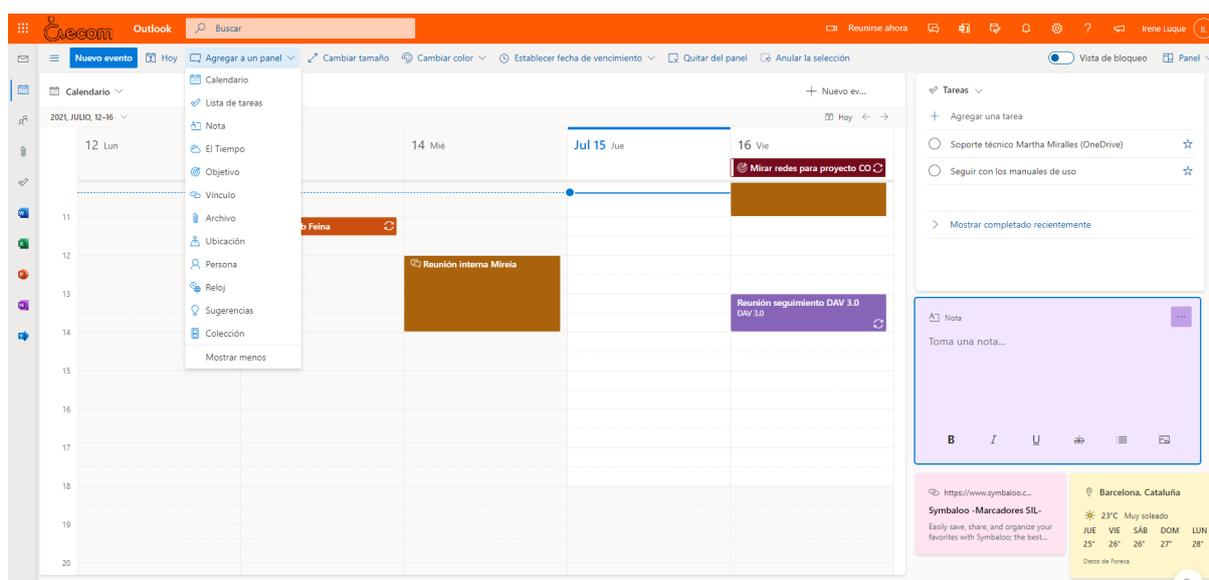 ecom
Outlook
Buscar
Reunirse ahora
Irene Luque
IL
Nuevo evento
Hoy
Agregar a un panel
Cambiar tamaño
Cambiar color
Establecer fecha de vencimiento
Quitar del panel
Anular la selección
Vista de bloqueo
Panel
Calendario
Lista de tareas
Nota
El Tiempo
Objetivo
Vínculo
Archivo
Ubicación
Persona
Reloj
Sugerencias
Colección
Mostrar menos
Calendario
Nuevo ev...
2021, JULIO, 12–16
Hoy
12 Lun
14 Mié
Jul 15 Jue
16 Vie
Mirar redes para proyecto CO
11
b Feina
12
Reunión interna Mireia
13
Reunión seguimiento DAV 3.0
DAV 3.0
14
15
16
17
18
19
20
Tareas
Agregar una tarea
Soporte técnico Martha Miralles (OneDrive)
Seguir con los manuales de uso
Mostrar completado recientemente
Nota
Toma una nota...
B I U ab
https://www.symbaloo.c...
Symbaloo -Marcadores SIL-
Easily save, share, and organize your
favorites with Symbaloo; the best...
Barcelona, Cataluña
23°C Muy soleado
JUE VIE SÁB DOM LUN
25° 26° 26° 27° 28°
Datos de Foreca